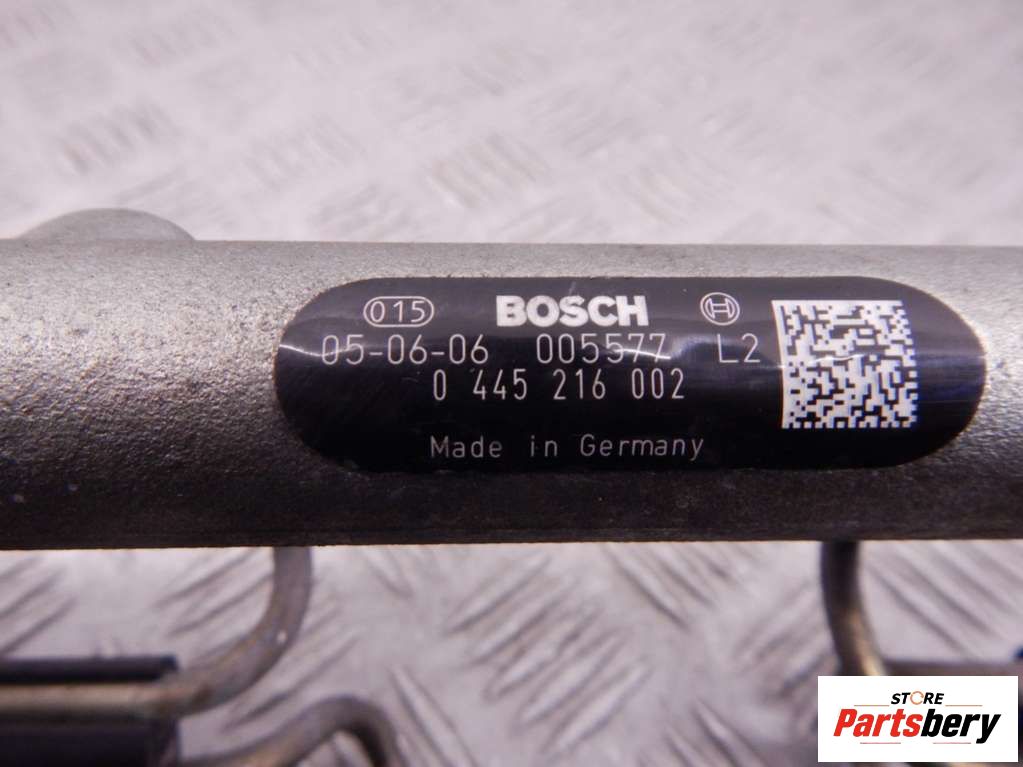 015 BOSCH
05-06-06 005577 L2
0 445 216 002
Made in Germany
STORE
Partsbery